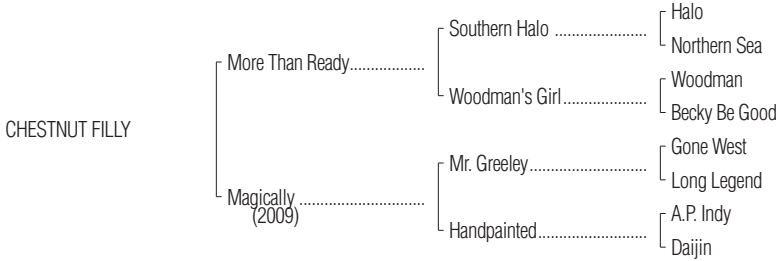 Halo
Southern Halo ......................
Northern Sea
More Than Ready..................
Woodman
Woodman's Girl....................
Becky Be Good
CHESTNUT FILLY
Gone West
Mr. Greeley............................
Long Legend
Magically ..............................
(2009)
A.P. Indy
Handpainted..........................
Daijin